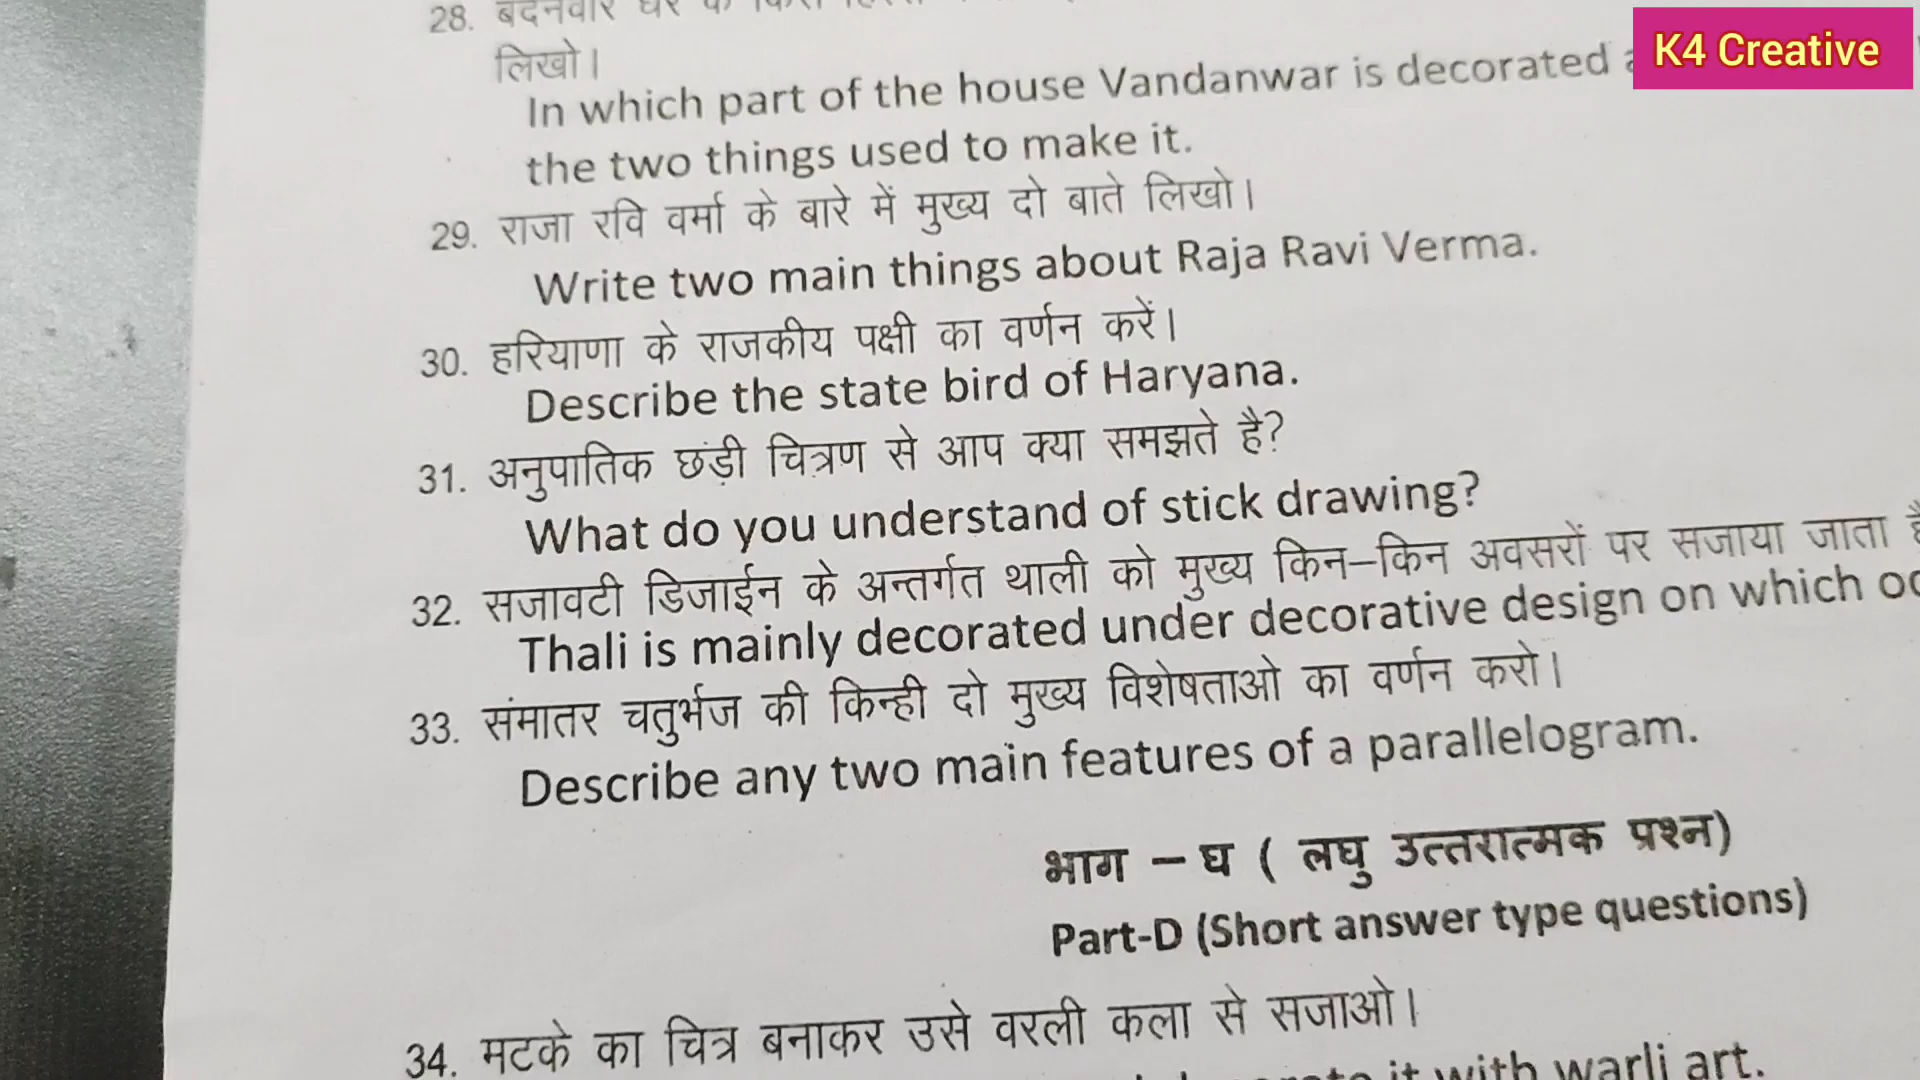 28. बंदनवार घर के किस
K4 Creative
लिखो।
In which part of the house Vandanwar is decorated
the two things used to make it.
29. राजा रवि वर्मा के बारे में मुख्य दो बाते लिखो।
Write two main things about Raja Ravi Verma.
30. हरियाणा के राजकीय पक्षी का वर्णन करें।
Describe the state bird of Haryana.
31. अनुपातिक छंड़ी चित्रण से आप क्या समझते है?
What do you understand of stick drawing?
32. सजावटी डिजाईन के अन्तर्गत थाली को मुख्य किन–किन अवसरों पर सजाया जाता है
Thali is mainly decorated under decorative design on which oc
33. संमातर चतुर्भज की किन्ही दो मुख्य विशेषताओ का वर्णन करो।
Describe any two main features of a parallelogram.
भाग – घ ( लघु उत्तरात्मक प्रश्न)
Part-D (Short answer type questions)
34. मटके का चित्र बनाकर उसे वरली कला से सजाओ।
it with warli art.